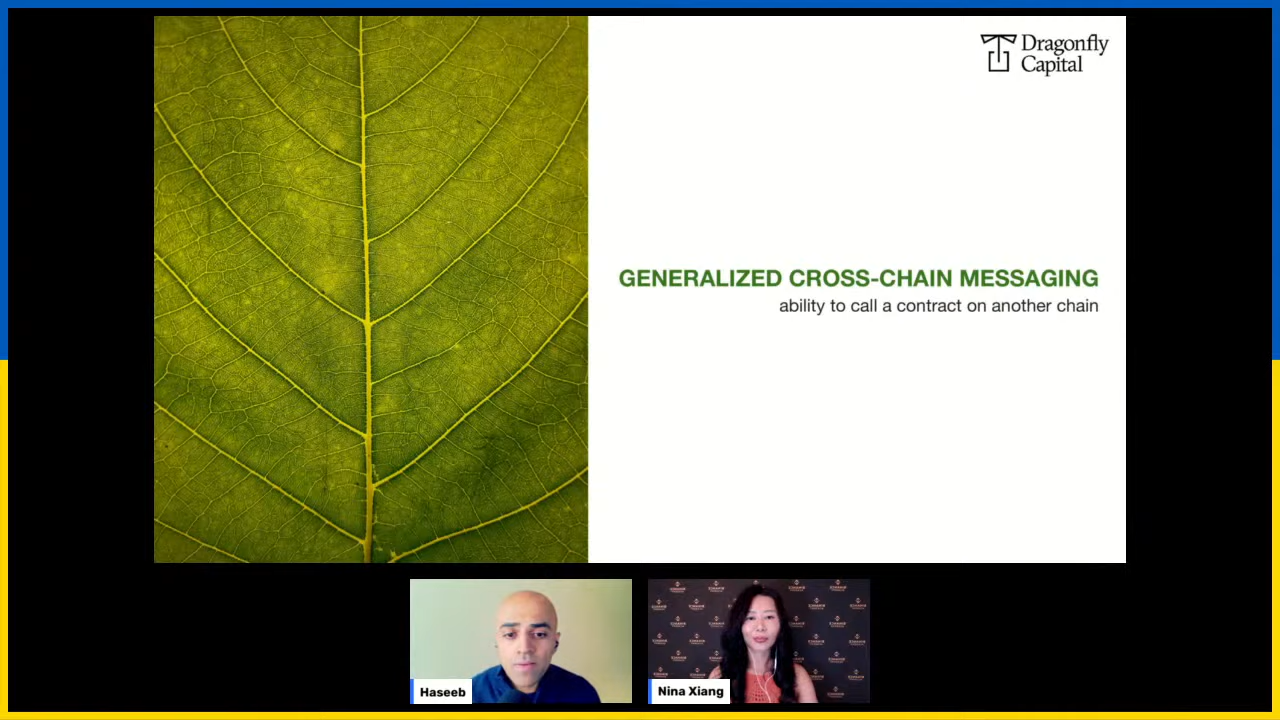 Dragonfly
Capital
GENERALIZED CROSS-CHAIN MESSAGING
ability to call a contract on another chain
Haseeb
Nina Xiang